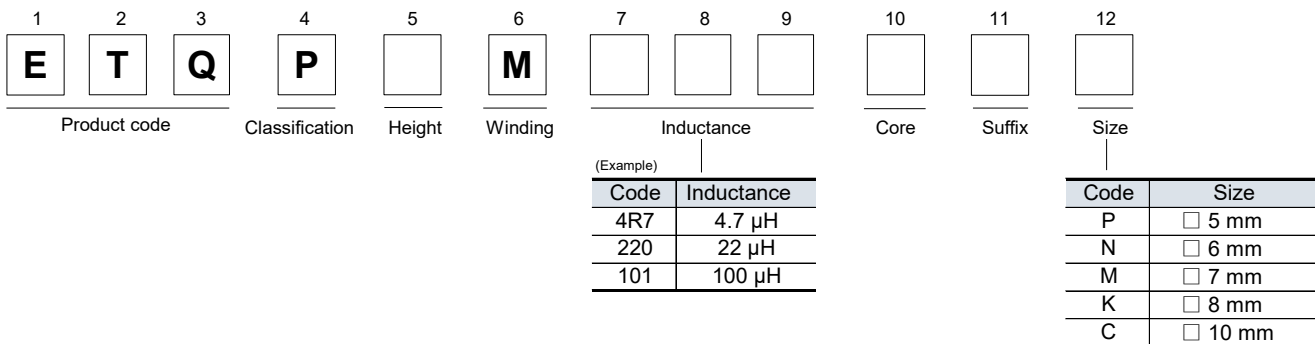 1 2 3 4 5 6 7 8 9 10 11 12
E T Q P M
Product code Classification Height Winding Inductance Core Suffix Size
(Example)
Code Inductance
4R7 4.7 µH
220 22 µH
101 100 µH
Code Size
P □ 5 mm
N □ 6 mm
M □ 7 mm
K □ 8 mm
C □ 10 mm